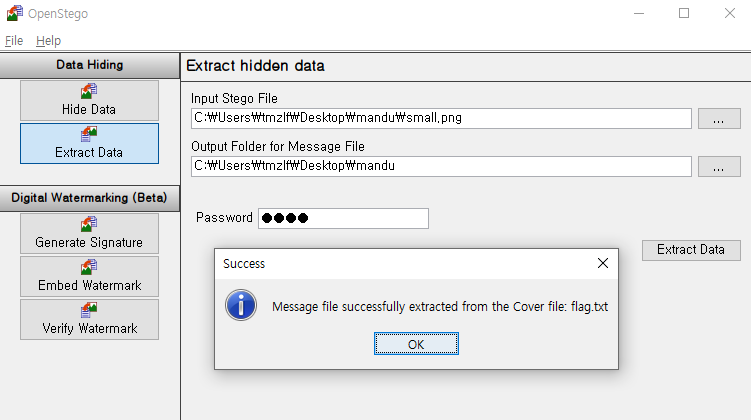 OpenStego
File Help
Data Hiding
Hide Data
Extract Data
Digital Watermarking (Beta)
Generate Signature
Embed Watermark
Verify Watermark
Extract hidden data
Input Stego File
C:₩Users₩tmzlf₩Desktop₩mandu₩small.png
...
Output Folder for Message File
C:₩Users₩tmzlf₩Desktop₩mandu
...
Password ●●●●
Extract Data
Success
Message file successfully extracted from the Cover file: flag.txt
OK